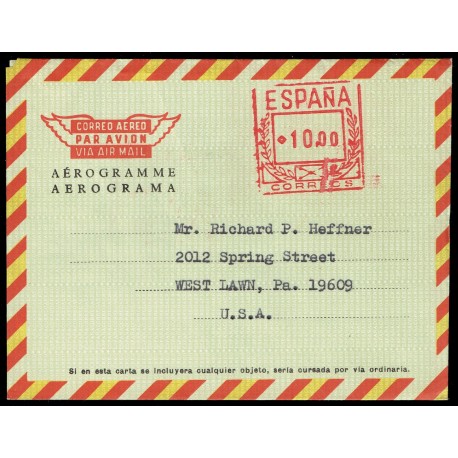 CORREO AEREO
PAR AVION
VIA AIR MAIL
AÉROGRAMME
AEROGRAMA
ESPAÑA
10,00
CORREOS
Mr. Richard P. Heffner
2012 Spring Street
WEST LAWN, Pa. 19609
U.S.A.
Si en esta carta se incluyera cualquier objeto, sería cursada por vía ordinaria.